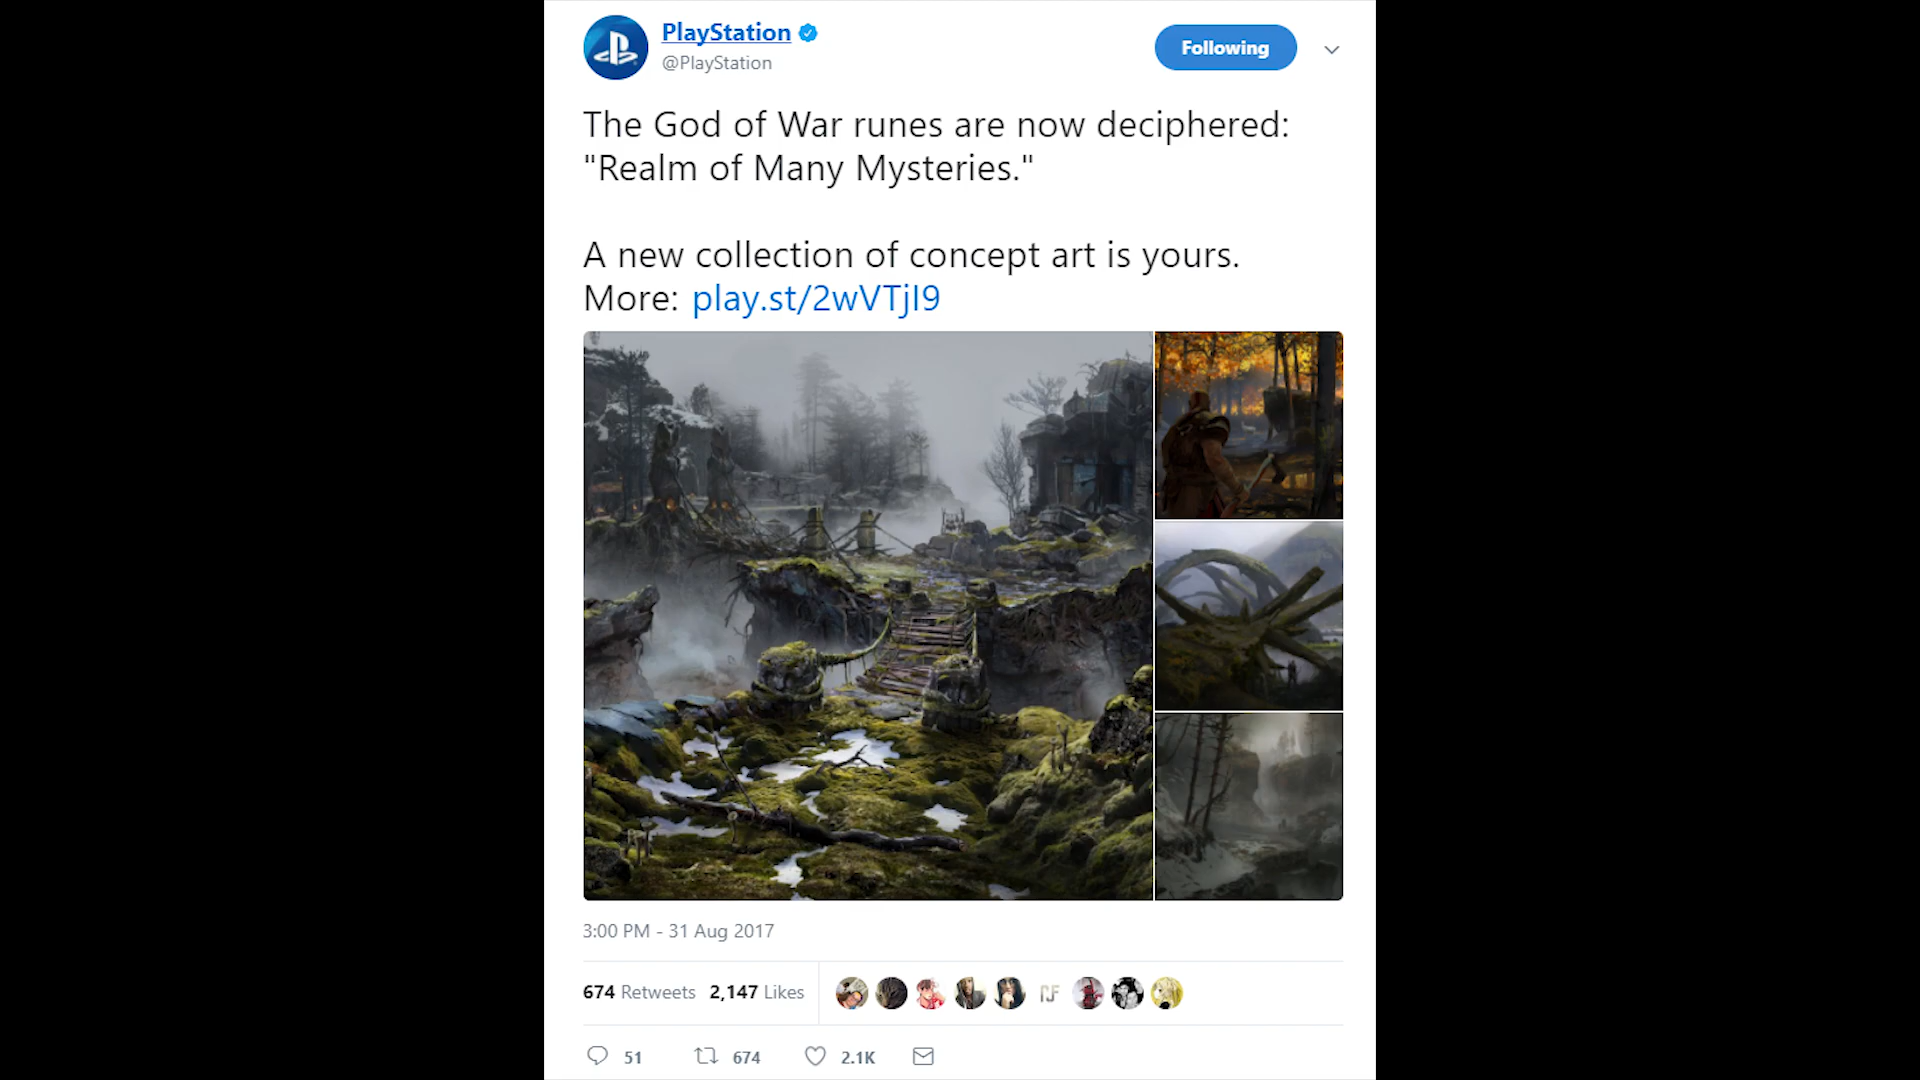 PlayStation
@PlayStation
Following
The God of War runes are now deciphered:
"Realm of Many Mysteries."
A new collection of concept art is yours.
More: play.st/2wVTjI9
3:00 PM - 31 Aug 2017
674 Retweets 2,147 Likes
51 674 2.1K